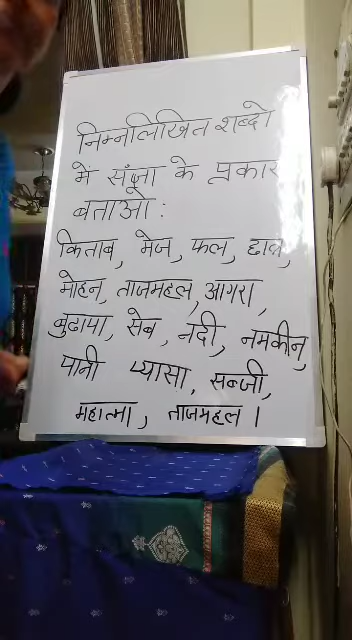 निम्नलिखित शब्दो
में संज्ञा के प्रकार
बताओ :
किताब, मेज, फल, छात्र,
मोहन, ताजमहल, आगरा,
बुढापा, सेब, नदी, नमकीन,
पानी प्यासा, सब्जी,
महात्मा, ताजमहल ।